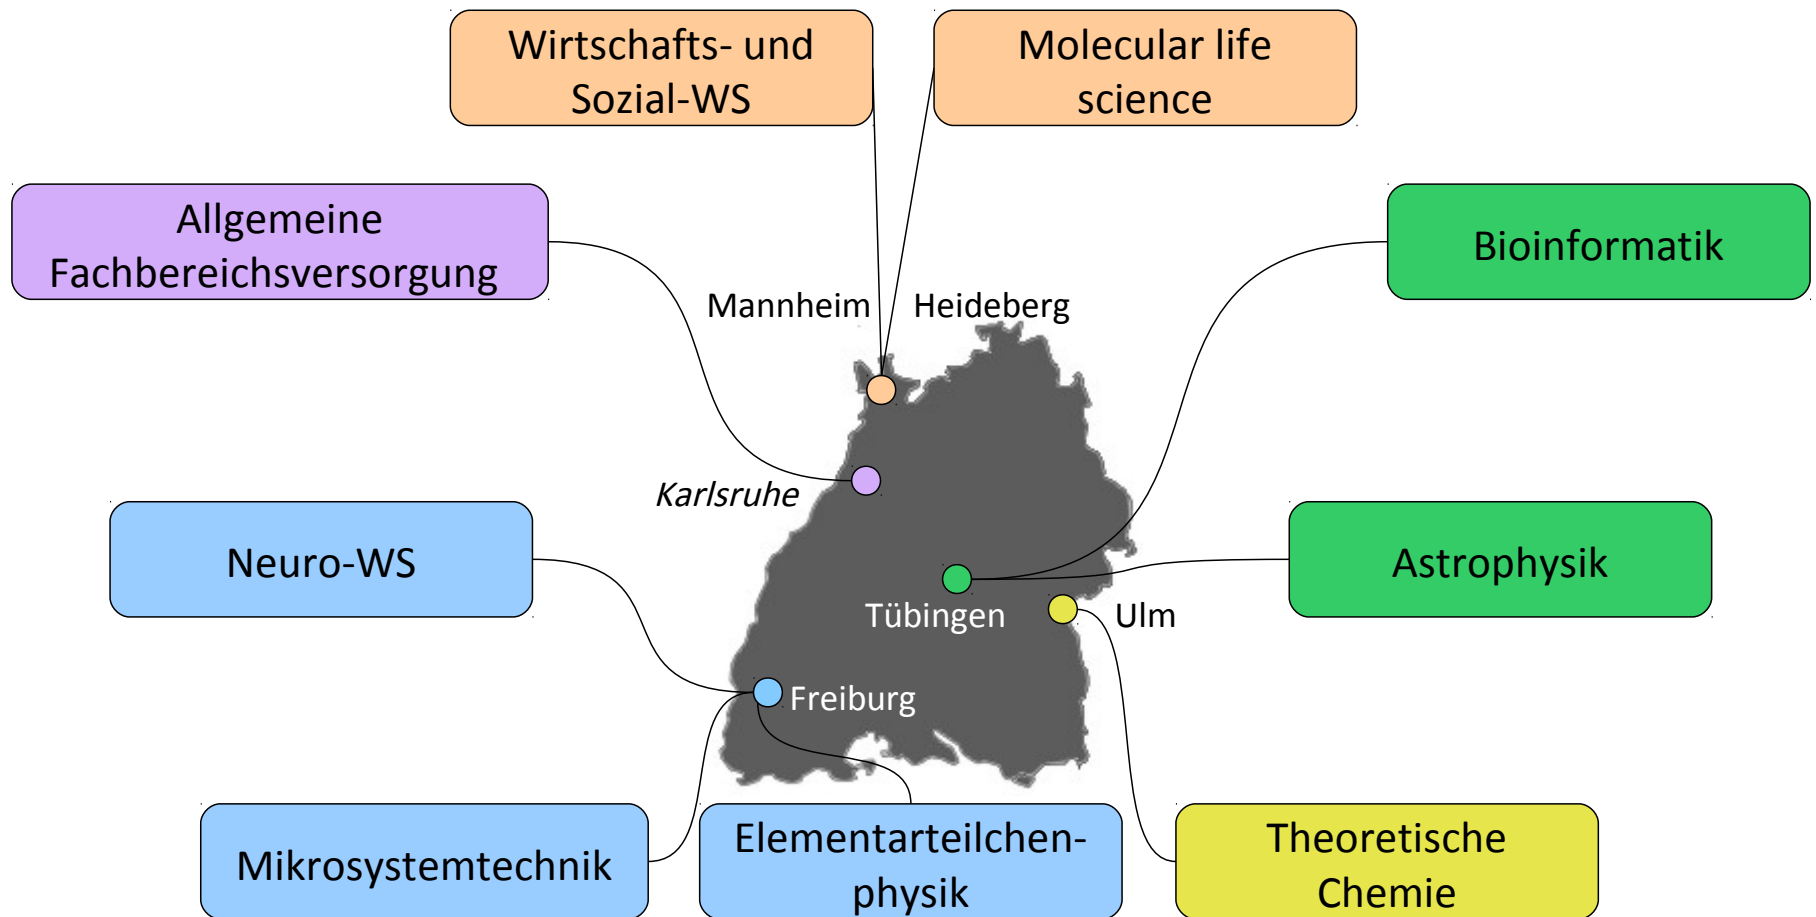 Wirtschafts- und
Sozial-WS
Molecular life
science
Allgemeine
Fachbereichsversorgung
Bioinformatik
Mannheim
Heideberg
Karlsruhe
Neuro-WS
Astrophysik
Tübingen
Ulm
Freiburg
Mikrosystemtechnik
Elementarteilchen-
physik
Theoretische
Chemie